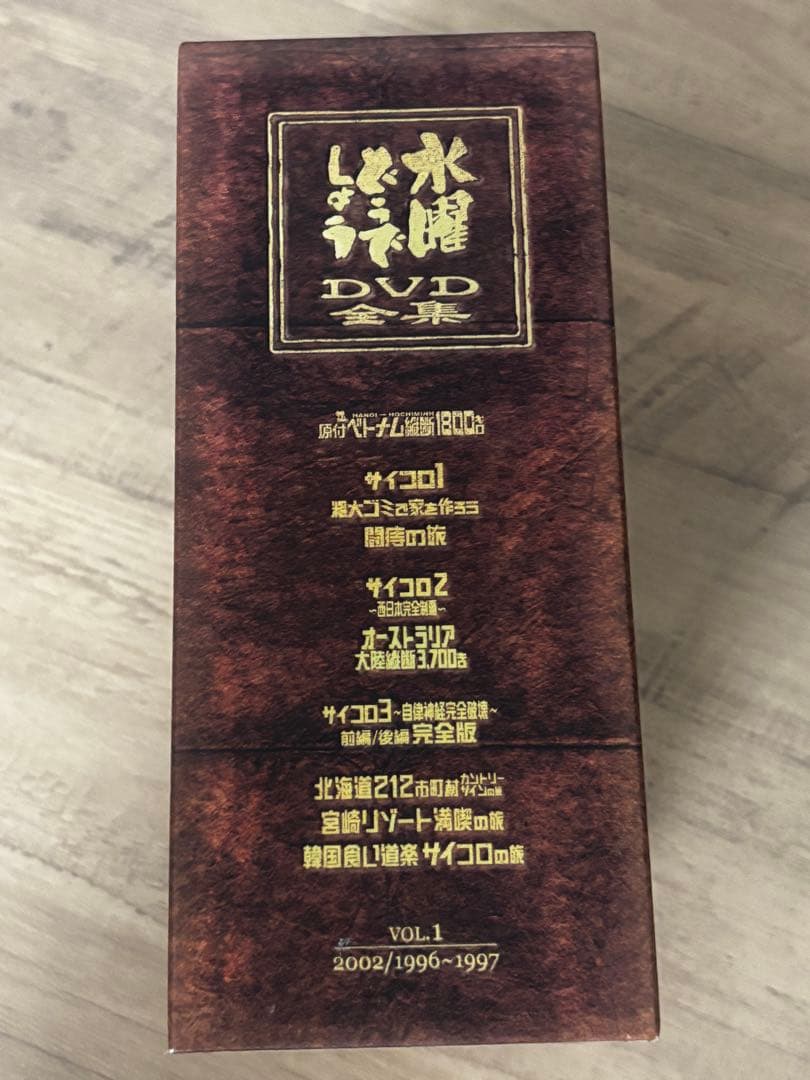 水曜
どうで
しょう
DVD
全集
HANOI － HOCHIMINH
原付ベトナム縦断1800キロ
サイコロ1
粗大ゴミで家を作ろう
闘痔の旅
サイコロ2
～西日本完全制覇～
オーストラリア
大陸縦断3,700キロ
サイコロ3～自律神経完全破壊～
前編/後編 完全版
北海道212市町村カントリーサインの旅
宮崎リゾート満喫の旅
韓国食い道楽 サイコロの旅
VOL.1
2002/1996~1997